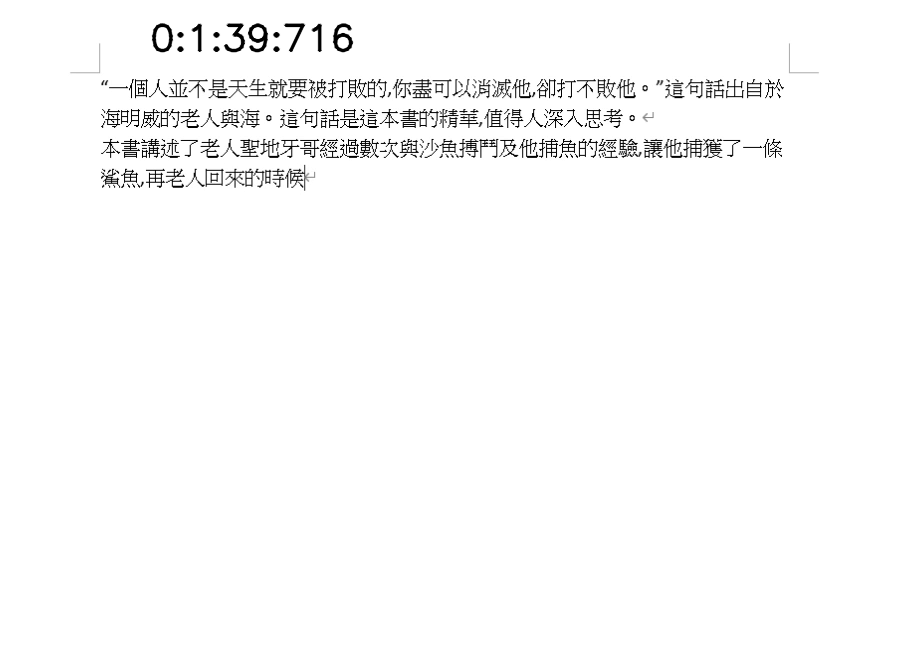 0:1:39:716
“一個人並不是天生就要被打敗的,你盡可以消滅他,卻打不敗他。”這句話出自於
海明威的老人與海。這句話是這本書的精華,值得人深入思考。
本書講述了老人聖地牙哥經過數次與沙魚搏鬥及他捕魚的經驗,讓他捕獲了一條
鯊魚,再老人回來的時候